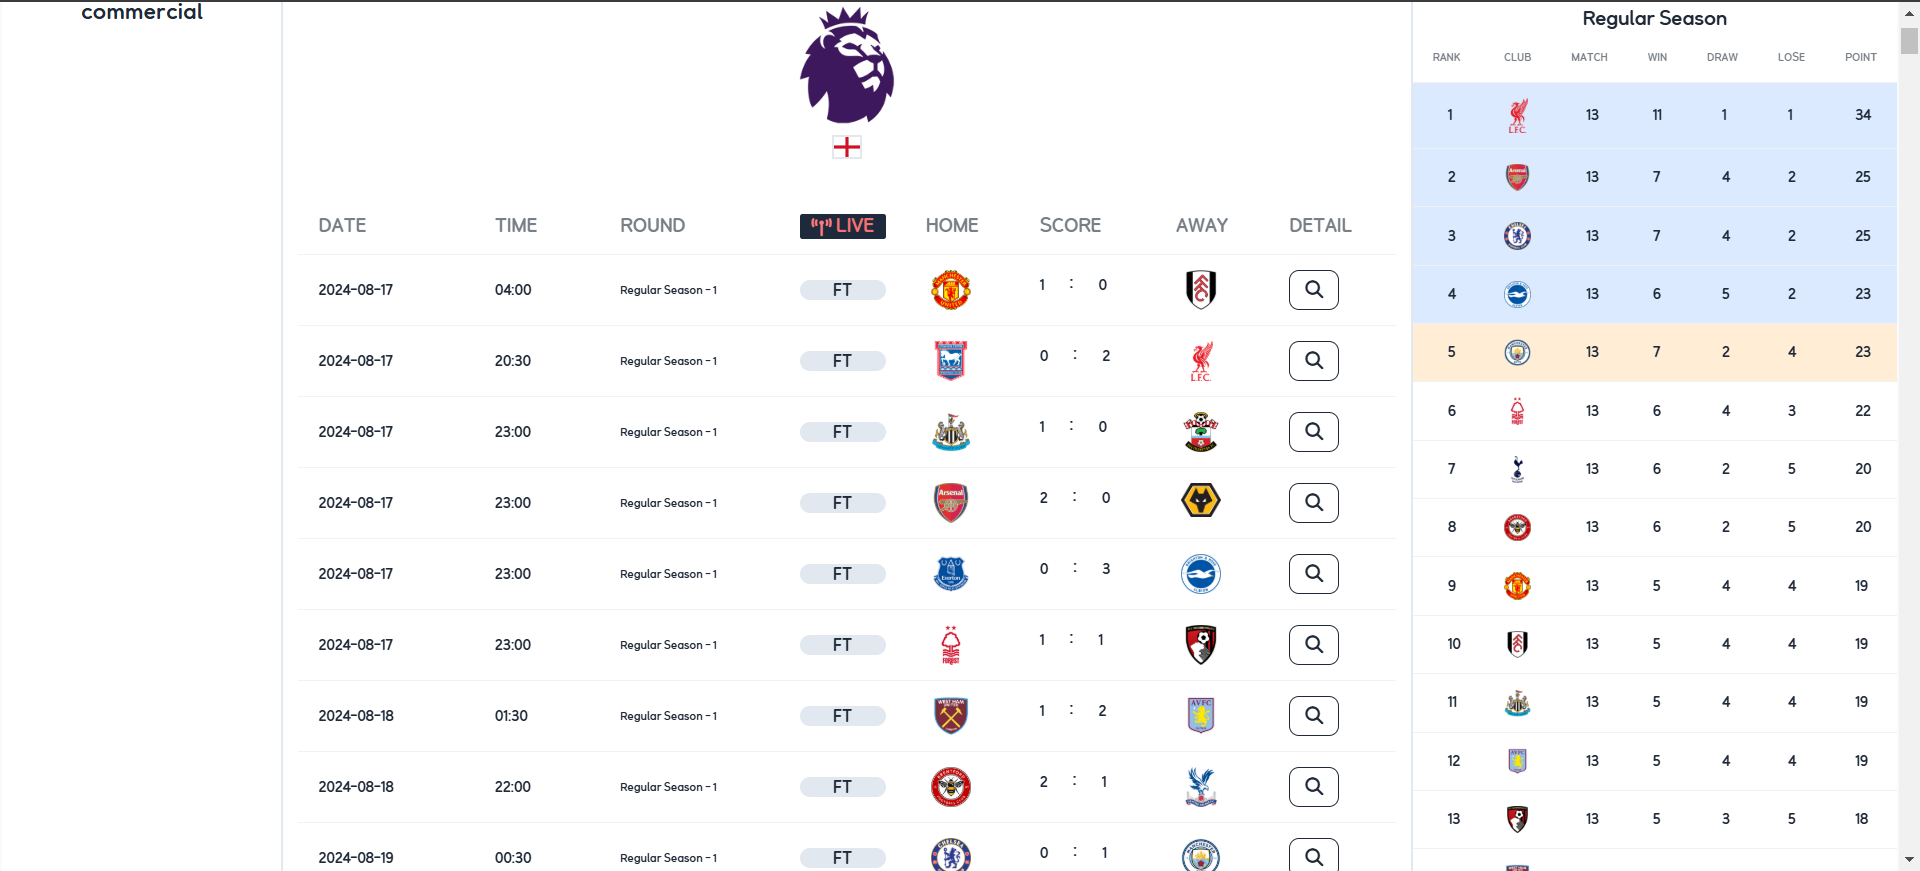 commercial
DATE TIME ROUND LIVE HOME SCORE AWAY DETAIL
2024-08-17 04:00 Regular Season - 1 FT 1 : 0
2024-08-17 20:30 Regular Season - 1 FT 0 : 2 L.F.C.
2024-08-17 23:00 Regular Season - 1 FT 1 : 0
2024-08-17 23:00 Regular Season - 1 FT Arsenal 2 : 0
2024-08-17 23:00 Regular Season - 1 FT Everton 0 : 3
2024-08-17 23:00 Regular Season - 1 FT FOREST 1 : 1
2024-08-18 01:30 Regular Season - 1 FT WEST HAM UNITED 1 : 2 AVFC
2024-08-18 22:00 Regular Season - 1 FT 2 : 1
2024-08-19 00:30 Regular Season - 1 FT CHELSEA 0 : 1
Regular Season
RANK CLUB MATCH WIN DRAW LOSE POINT
1 L.F.C. 13 11 1 1 34
2 Arsenal 13 7 4 2 25
3 13 7 4 2 25
4 13 6 5 2 23
5 13 7 2 4 23
6 13 6 4 3 22
7 13 6 2 5 20
8 13 6 2 5 20
9 13 5 4 4 19
10 13 5 4 4 19
11 13 5 4 4 19
12 AVFC 13 5 4 4 19
13 13 5 3 5 18